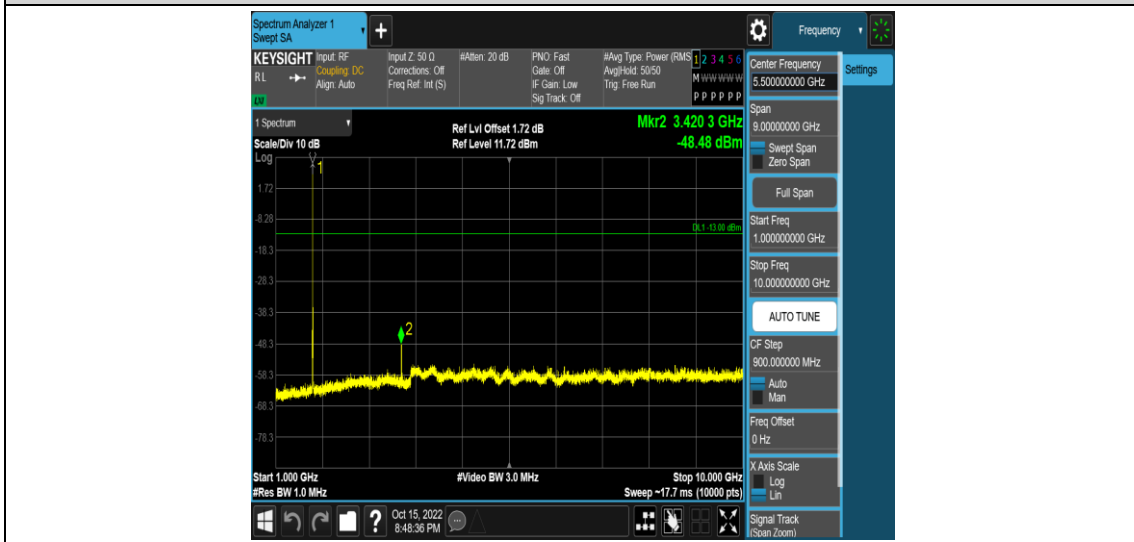 Spectrum Analyzer 1
Swept SA
Frequency
KEYSIGHT
RL
Input: RF
Coupling: DC
Align: Auto
Input Z: 50 Ω
Corrections: Off
Freq Ref: Int (S)
#Atten: 20 dB
PNO: Fast
Gate: Off
IF Gain: Low
Sig Track: Off
#Avg Type: Power (RMS
Avg|Hold: 50/50
Trig: Free Run
1 2 3 4 5 6
M W W W W W
P P P P P P
1 Spectrum
Scale/Div 10 dB
Ref Lvl Offset 1.72 dB
Ref Level 11.72 dBm
Mkr2 3.420 3 GHz
-48.48 dBm
Log
1
1.72
-8.28
DL1 -13.00 dBm
-18.3
-28.3
-38.3
2
-48.3
-58.3
-68.3
-78.3
Start 1.000 GHz
#Video BW 3.0 MHz
Stop 10.000 GHz
#Res BW 1.0 MHz
Sweep ~17.7 ms (10000 pts)
Oct 15, 2022
8:48:36 PM
Center Frequency
5.50000000 GHz
Settings
Span
9.00000000 GHz
Swept Span
Zero Span
Full Span
Start Freq
1.000000000 GHz
Stop Freq
10.000000000 GHz
AUTO TUNE
CF Step
900.000000 MHz
Auto
Man
Freq Offset
0 Hz
X Axis Scale
Log
Lin
Signal Track
(Span Zoom)